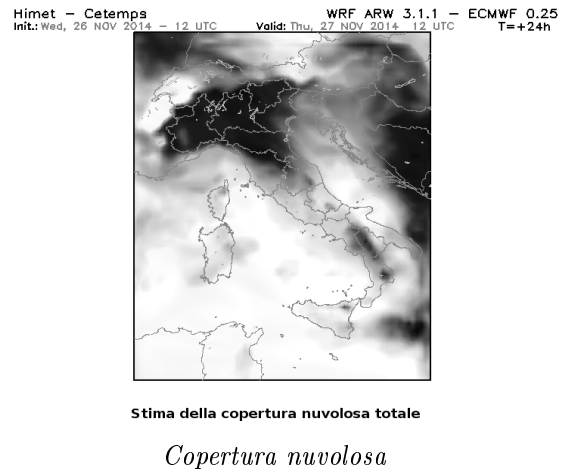 Himet – Cetemps WRF ARW 3.1.1 – ECMWF 0.25
Init.: Wed, 26 NOV 2014 – 12 UTC Valid: Thu, 27 NOV 2014 12 UTC T=+24h
Stima della copertura nuvolosa totale
Copertura nuvolosa